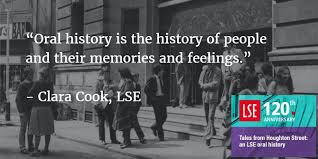 “Oral history is the history of people
and their memories and feelings.”
– Clara Cook, LSE
LSE
120th
ANNIVERSARY
Tales from Houghton Street:
an LSE oral history